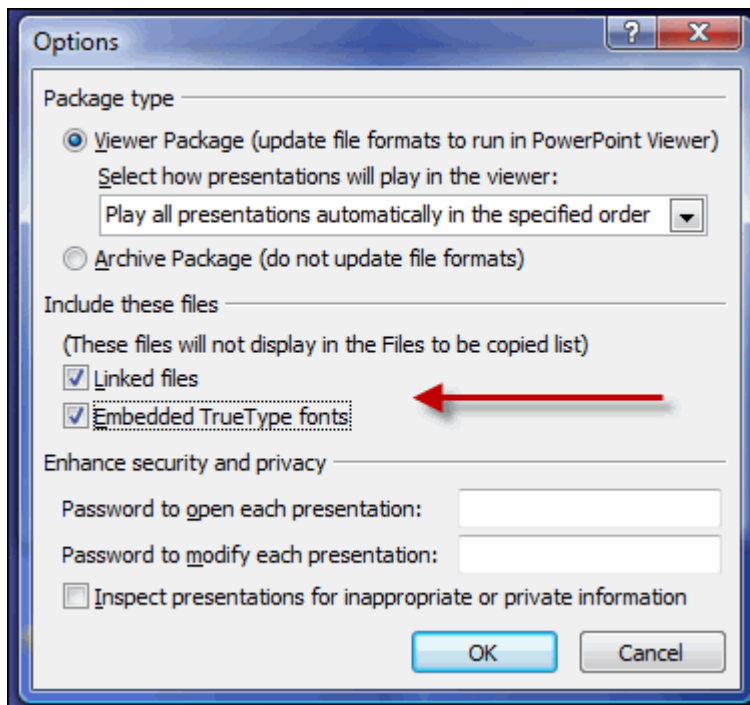 Options
Package type
Viewer Package (update file formats to run in PowerPoint Viewer)
Select how presentations will play in the viewer:
Play all presentations automatically in the specified order
Archive Package (do not update file formats)
Include these files
(These files will not display in the Files to be copied list)
Linked files
Embedded TrueType fonts
Enhance security and privacy
Password to open each presentation:
Password to modify each presentation:
Inspect presentations for inappropriate or private information
OK Cancel